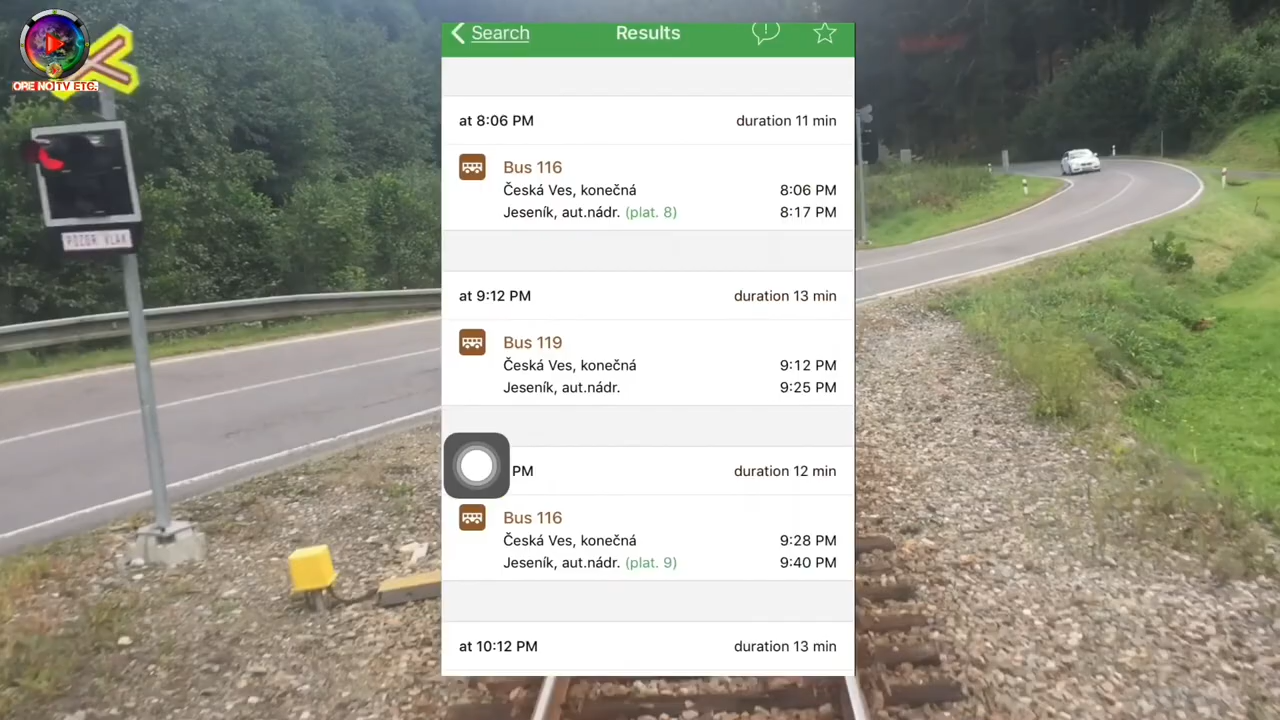 ORE NO TV ETC.
POZOR VLAK
Search
Results
at 8:06 PM
duration 11 min
Bus 116
Česká Ves, konečná
8:06 PM
Jeseník, aut.nádr. (plat. 8)
8:17 PM
at 9:12 PM
duration 13 min
Bus 119
Česká Ves, konečná
9:12 PM
Jeseník, aut.nádr.
9:25 PM
PM
duration 12 min
Bus 116
Česká Ves, konečná
9:28 PM
Jeseník, aut.nádr. (plat. 9)
9:40 PM
at 10:12 PM
duration 13 min